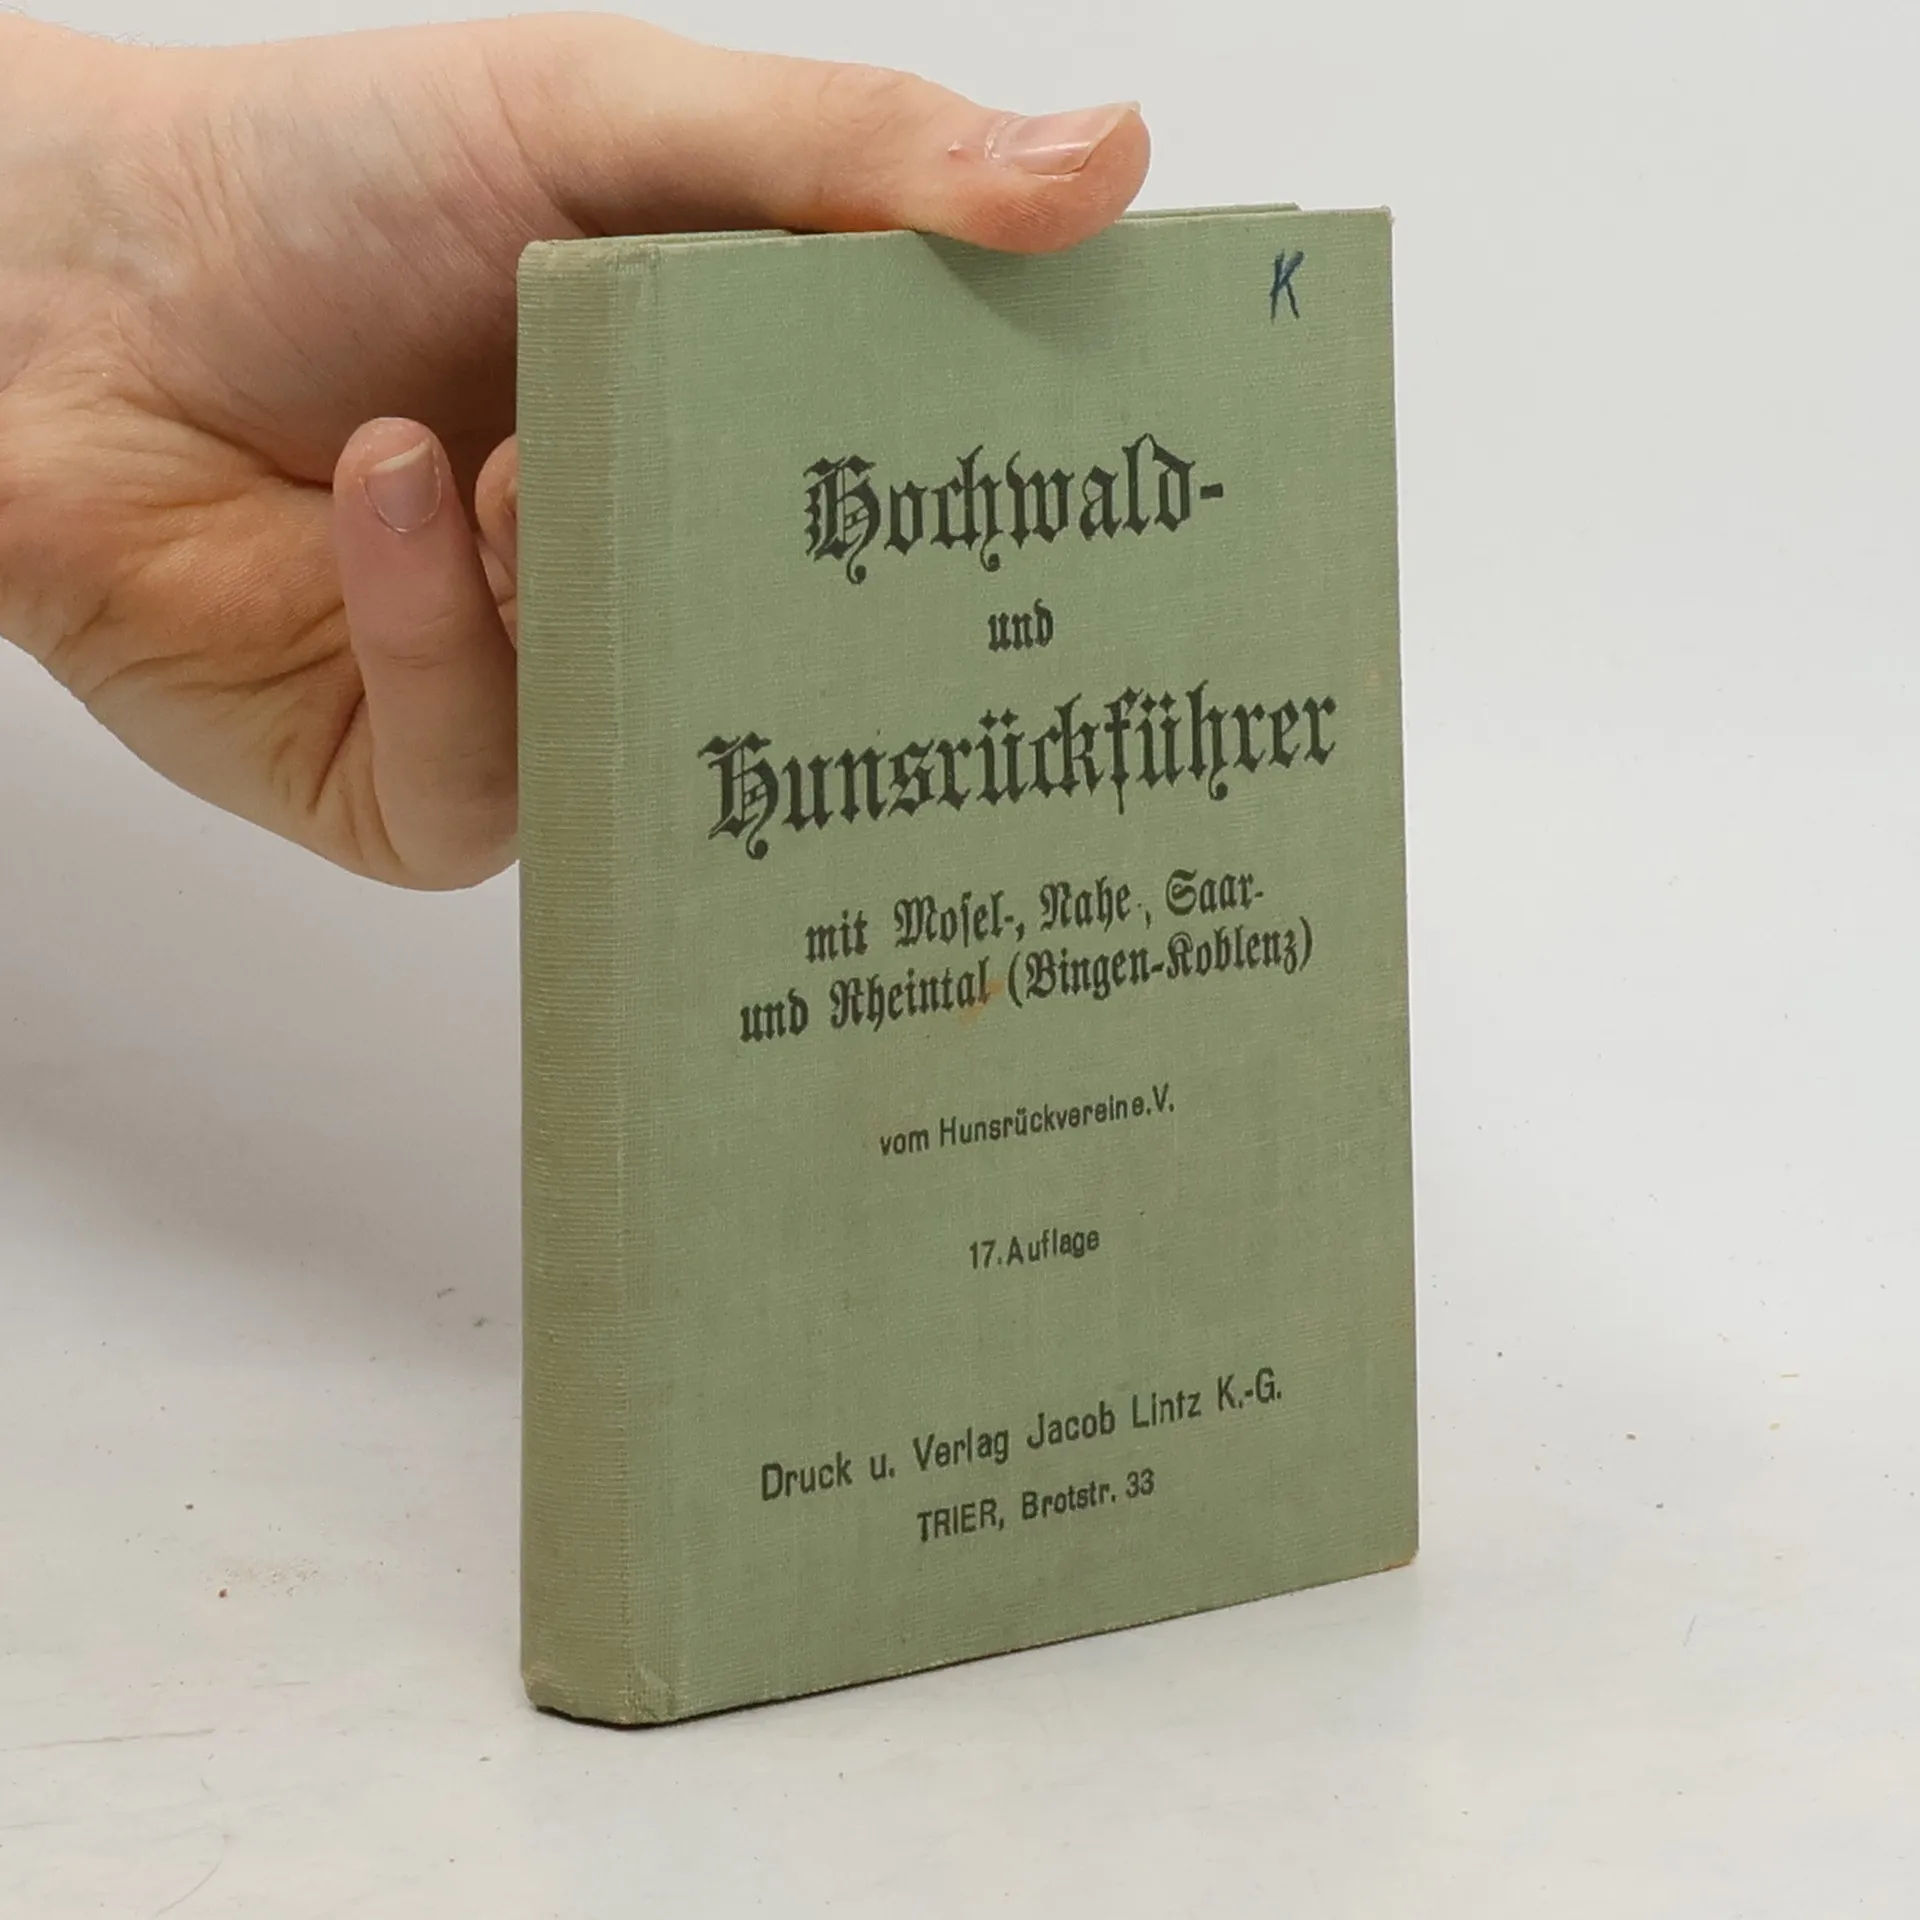 K
Hochwald-
und
Hunsrückführer
mit Mosel-, Nahe-, Saar-
und Rheintal (Bingen-Koblenz)
vom Hunsrückverein e.V.
17. Auflage
Druck u. Verlag Jacob Lintz K.-G.
TRIER, Brotstr. 33